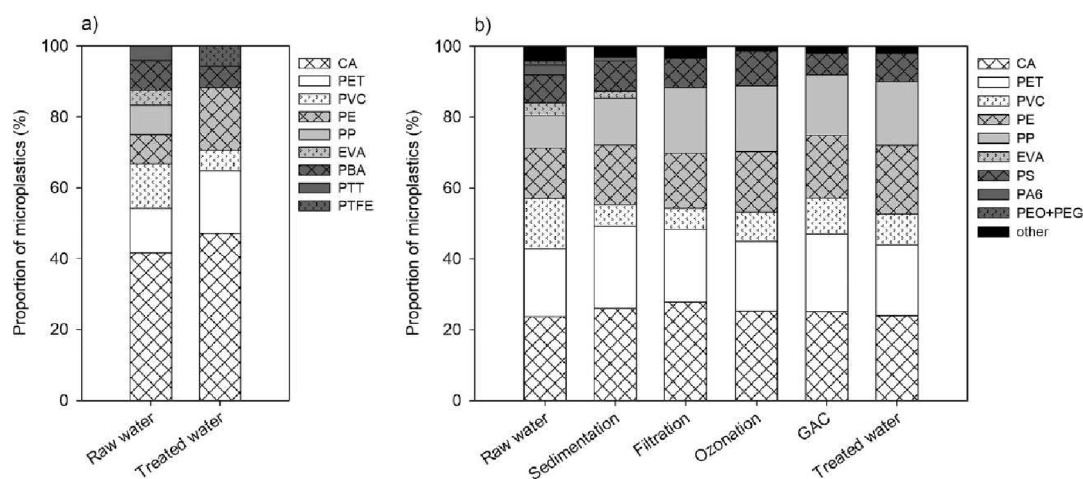 a)
Proportion of microplastics (%)
100
80
60
40
20
0
Raw water
Treated water
CA
PET
PVC
PE
PP
EVA
PBA
PTT
PTFE
b)
Proportion of microplastics (%)
100
80
60
40
20
0
Raw water
Sedimentation
Filtration
Ozonation
GAC
Treated water
CA
PET
PVC
PE
PP
EVA
PS
PA6
PEO+PEG
other